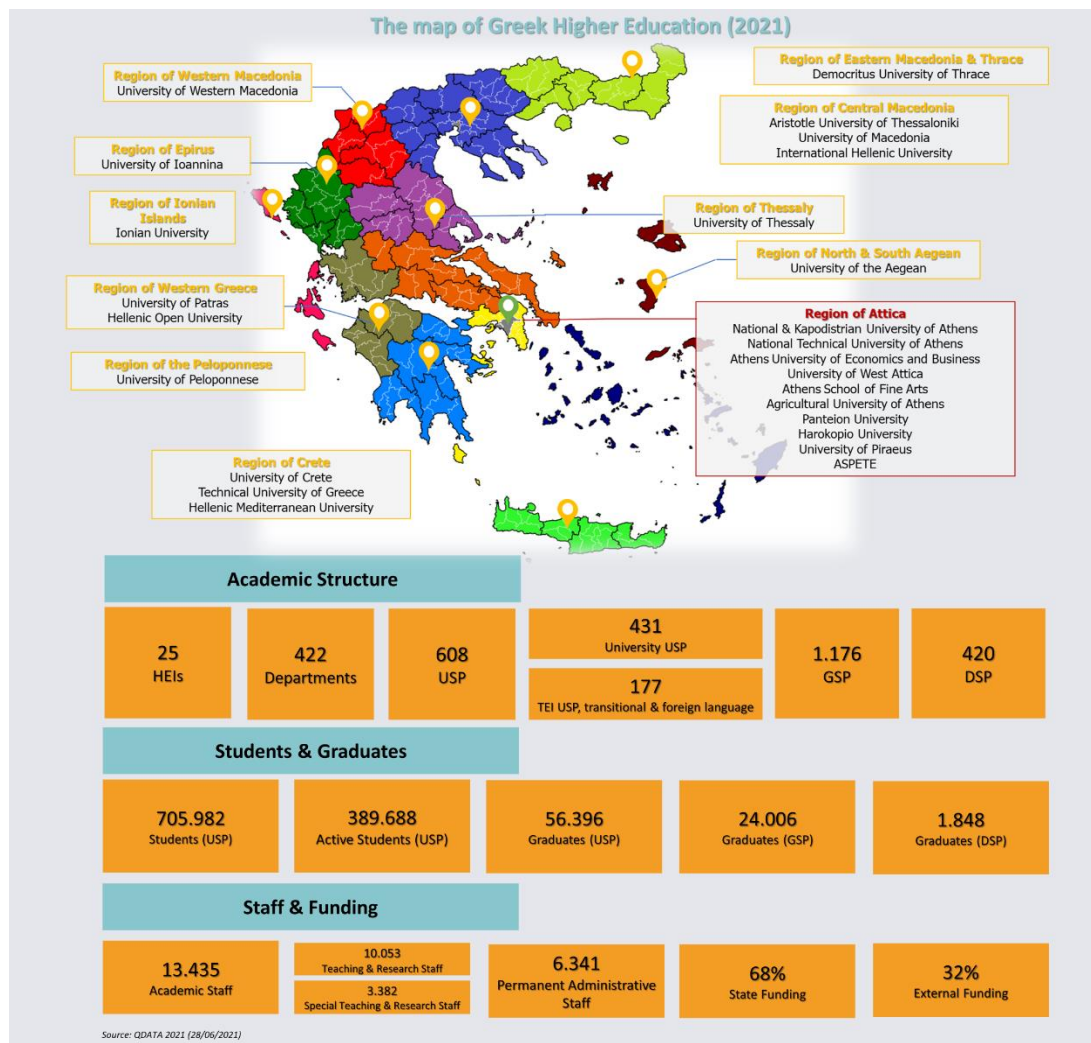 The map of Greek Higher Education (2021)
Region of Western Macedonia
University of Western Macedonia
Region of Eastern Macedonia & Thrace
Democritus University of Thrace
Region of Central Macedonia
Aristotle University of Thessaloniki
University of Macedonia
International Hellenic University
Region of Epirus
University of Ioannina
Region of Ionian
Islands
Ionian University
Region of Thessaly
University of Thessaly
Region of North & South Aegean
University of the Aegean
Region of Western Greece
University of Patras
Hellenic Open University
Region of Attica
National & Kapodistrian University of Athens
National Technical University of Athens
Athens University of Economics and Business
University of West Attica
Athens School of Fine Arts
Agricultural University of Athens
Panteion University
Harokopio University
University of Piraeus
ASPETE
Region of the Peloponnese
University of Peloponnese
Region of Crete
University of Crete
Technical University of Greece
Hellenic Mediterranean University
Academic Structure
25
HEIs
422
Departments
608
USP
431
University USP
177
TEI USP, transitional & foreign language
1.176
GSP
420
DSP
Students & Graduates
705.982
Students (USP)
389.688
Active Students (USP)
56.396
Graduates (USP)
24.006
Graduates (GSP)
1.848
Graduates (DSP)
Staff & Funding
13.435
Academic Staff
10.053
Teaching & Research Staff
3.382
Special Teaching & Research Staff
6.341
Permanent Administrative
Staff
68%
State Funding
32%
External Funding
Source: QDATA 2021 (28/06/2021)